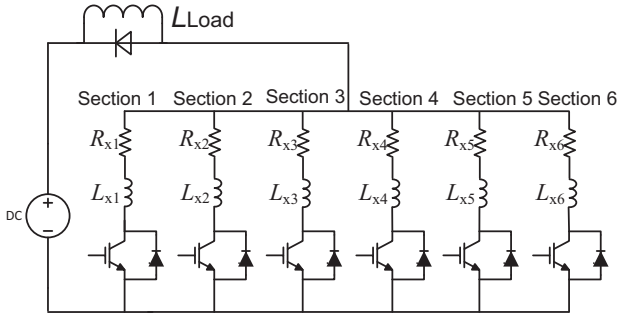 LLoad
Section 1 Section 2 Section 3 Section 4 Section 5 Section 6
Rx1 Rx2 Rx3 Rx4 Rx5 Rx6
Lx1 Lx2 Lx3 Lx4 Lx5 Lx6
DC
+
−